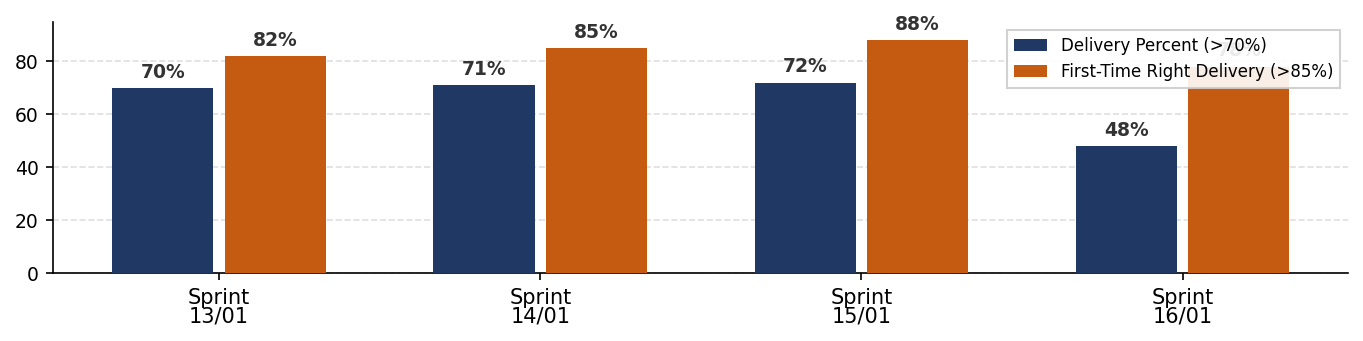 88%
85%
82%
72%
71%
70%
48%
Delivery Percent (>70%)
First-Time Right Delivery (>85%)
80
60
40
20
0
Sprint
13/01
Sprint
14/01
Sprint
15/01
Sprint
16/01